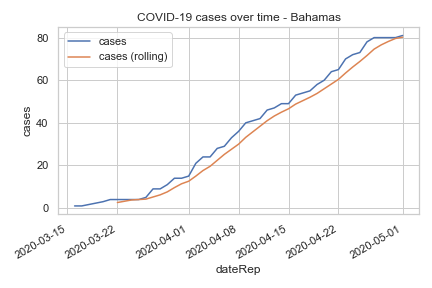 COVID-19 cases over time - Bahamas
cases
cases (rolling)
80
60
40
20
0
cases
2020-03-15
2020-03-22
2020-04-01
2020-04-08
2020-04-15
2020-04-22
2020-05-01
dateRep